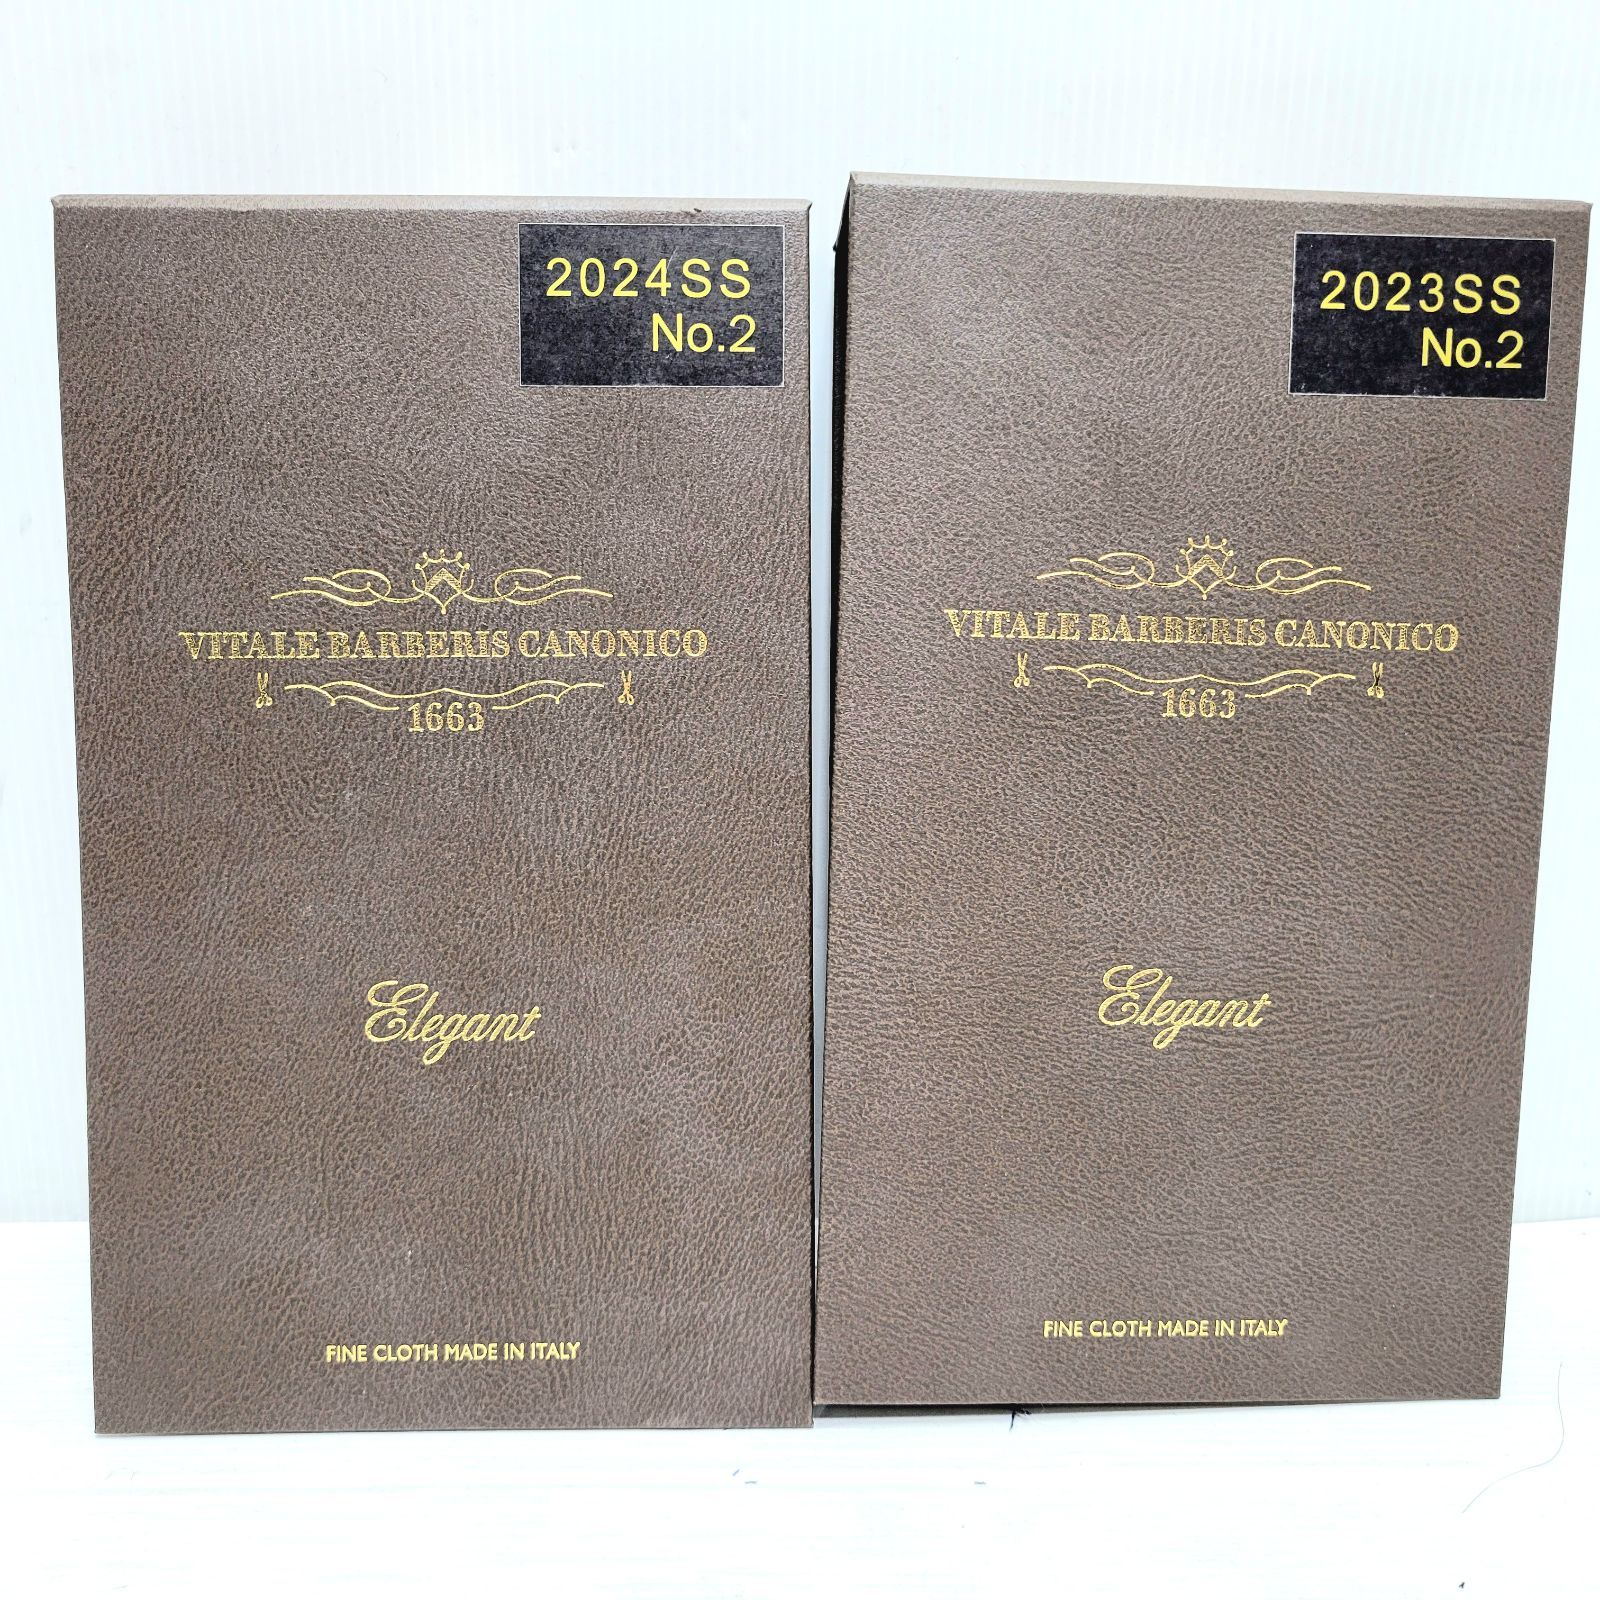 2024SS
No.2
VITALE BARBERIS CANONICO
1663
Elegant
FINE CLOTH MADE IN ITALY
2023SS
No.2
VITALE BARBERIS CANONICO
1663
Elegant
FINE CLOTH MADE IN ITALY